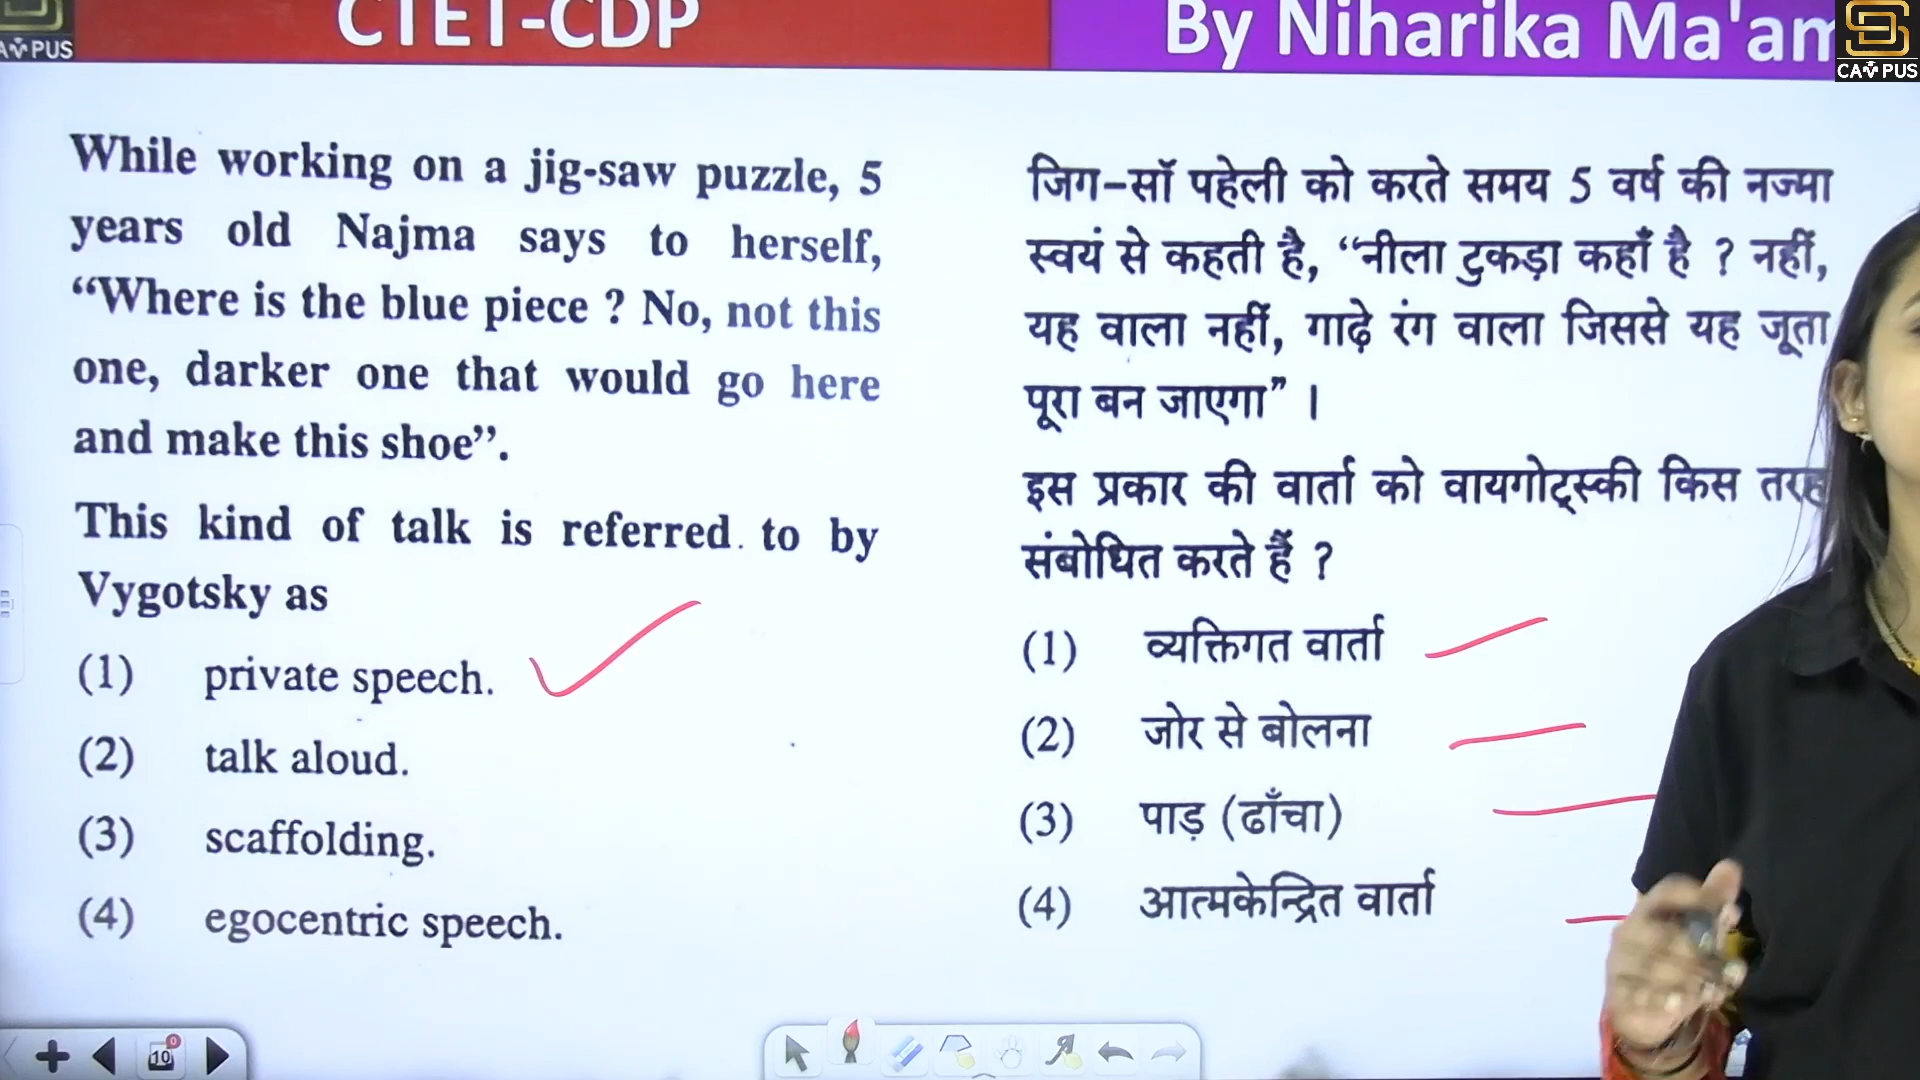 CTET-CDP
By Niharika Ma'am
CAMPUS
CAMPUS
While working on a jig-saw puzzle, 5
years old Najma says to herself,
“Where is the blue piece ? No, not this
one, darker one that would go here
and make this shoe”.
This kind of talk is referred to by
Vygotsky as
(1) private speech.
(2) talk aloud.
(3) scaffolding.
(4) egocentric speech.
जिग-सॉ पहेली को करते समय 5 वर्ष की नज्मा
स्वयं से कहती है, “नीला टुकड़ा कहाँ है ? नहीं,
यह वाला नहीं, गाढ़े रंग वाला जिससे यह जूता
पूरा बन जाएगा” ।
इस प्रकार की वार्ता को वायगोट्स्की किस तरह
संबोधित करते हैं ?
(1) व्यक्तिगत वार्ता
(2) जोर से बोलना
(3) पाड़ (ढाँचा)
(4) आत्मकेन्द्रित वार्ता
10
0